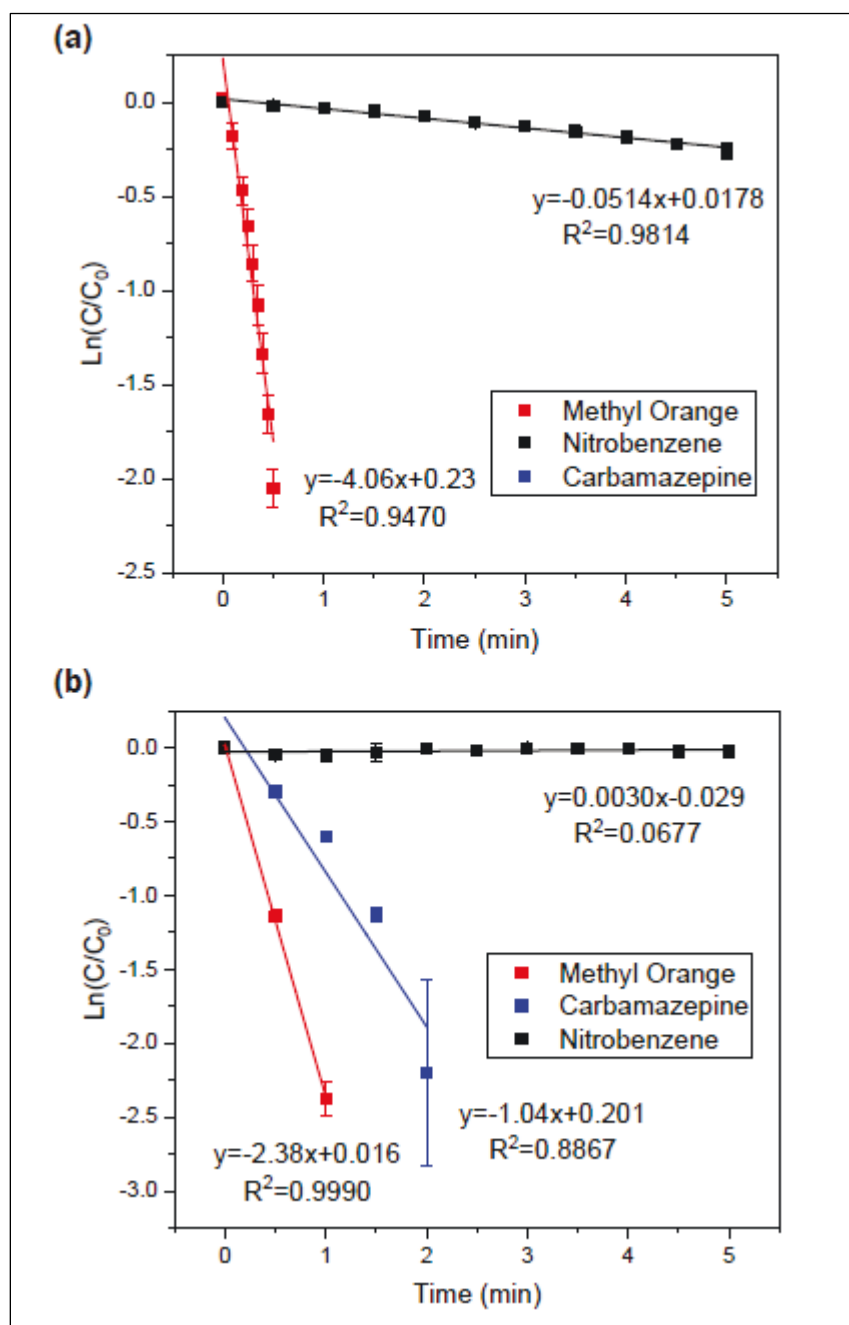 (a)
0.0
-0.5
-1.0
-1.5
-2.0
-2.5
Ln(C/C₀)
y=-0.0514x+0.0178
R²=0.9814
Methyl Orange
Nitrobenzene
Carbamazepine
y=-4.06x+0.23
R²=0.9470
0 1 2 3 4 5
Time (min)
(b)
0.0
-0.5
-1.0
-1.5
-2.0
-2.5
-3.0
Ln(C/C₀)
y=0.0030x-0.029
R²=0.0677
Methyl Orange
Carbamazepine
Nitrobenzene
y=-1.04x+0.201
R²=0.8867
y=-2.38x+0.016
R²=0.9990
0 1 2 3 4 5
Time (min)